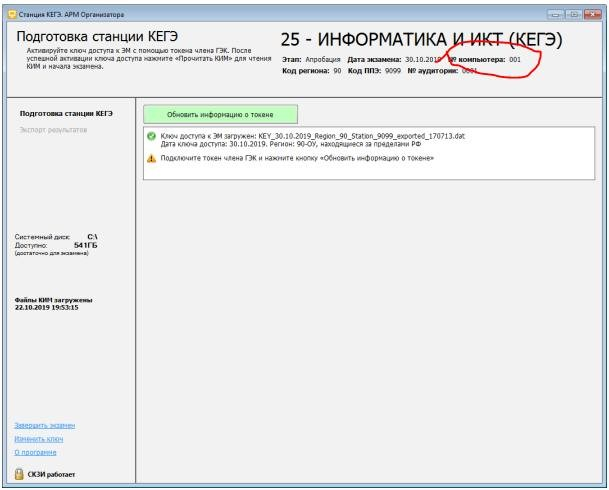 Станция КЕГЭ. АРМ Организатора
Подготовка станции КЕГЭ
Активируйте ключ доступа к ЭМ с помощью токена члена ГЭК. После
успешной активации ключа доступа нажмите «Прочитать КИМ» для чтения
КИМ и начала экзамена.
25 - ИНФОРМАТИКА И ИКТ (КЕГЭ)
Этап: Апробация Дата экзамена: 30.10.2019 № компьютера: 001
Код региона: 90 Код ППЭ: 9099 № аудитории: 0001
Подготовка станции КЕГЭ
Экспорт результатов
Обновить информацию о токене
Ключ доступа к ЭМ загружен: KEY_30.10.2019_Region_90_Station_9099_exported_170713.dat
Дата ключа доступа: 30.10.2019. Регион: 90-ОУ, находящиеся за пределами РФ
Подключите токен члена ГЭК и нажмите кнопку «Обновить информацию о токене»
Системный диск: C:\
Доступно: 541ГБ
(достаточно для экзамена)
Файлы КИМ загружены
22.10.2019 19:53:15
Завершить экзамен
Изменить ключ
О программе
СКЗИ работает